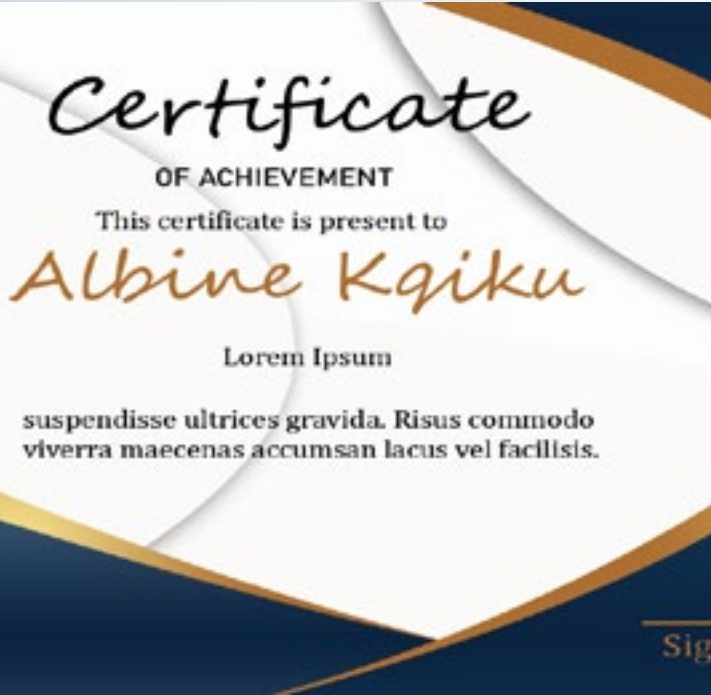 Certificate
OF ACHIEVEMENT
This certificate is present to
Albine Kqiku
Lorem Ipsum
suspendisse ultrices gravida. Risus commodo
viverra maecenas accumsan lacus vel facilisis.
Sig